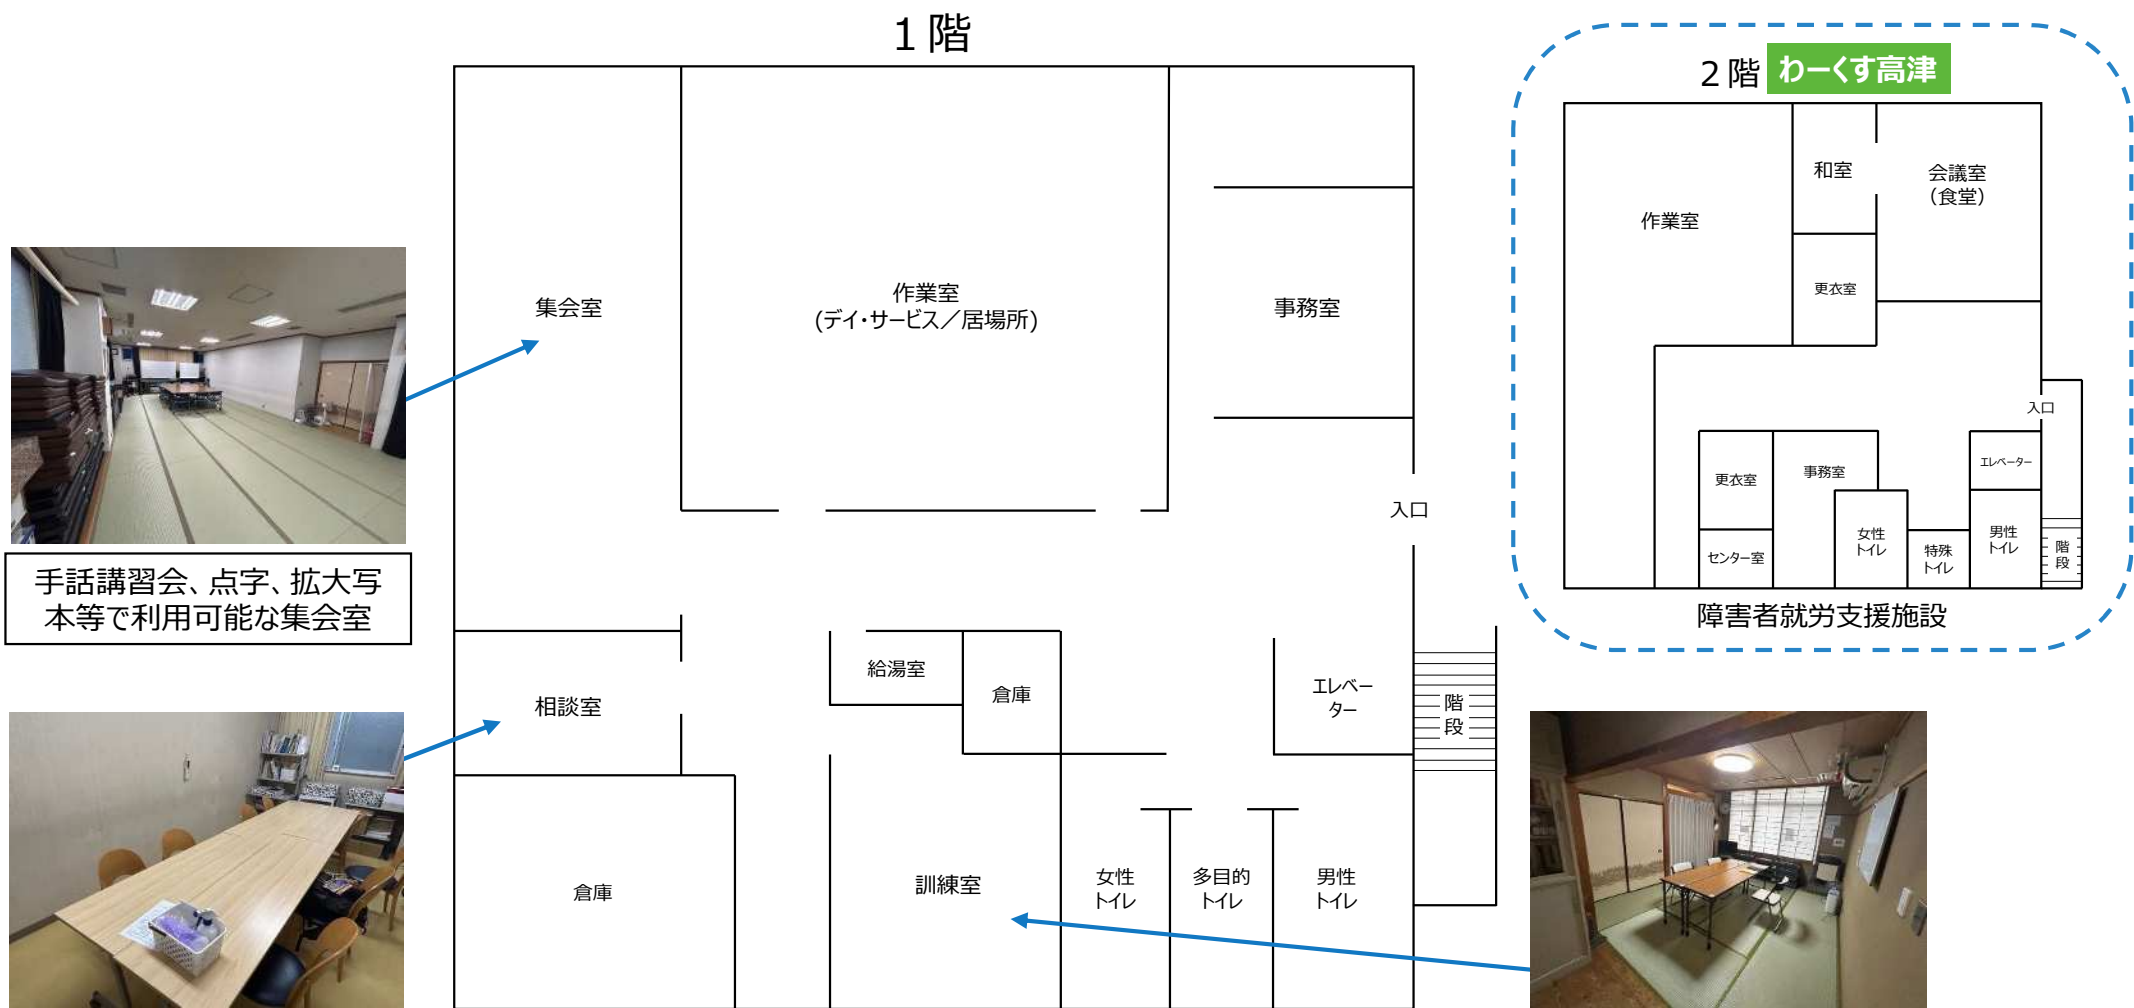 1階
集会室
作業室
(デイ・サービス／居場所)
事務室
入口
相談室
給湯室
倉庫
エレベー
ター
階
段
倉庫
訓練室
女性
トイレ
多目的
トイレ
男性
トイレ
手話講習会、点字、拡大写
本等で利用可能な集会室
2階 わーくす高津
作業室
和室
会議室
(食堂)
更衣室
入口
更衣室
事務室
エレベーター
センター室
女性
トイレ
特殊
トイレ
男性
トイレ
階
段
障害者就労支援施設